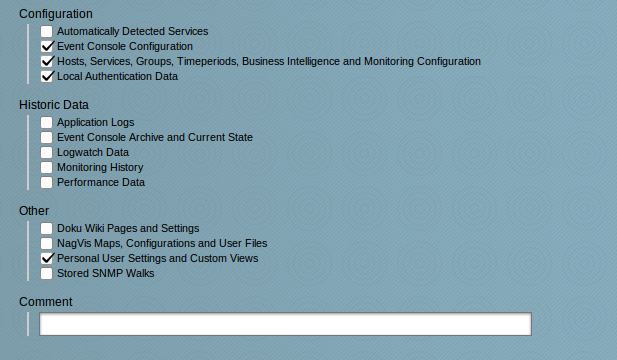 Configuration
Automatically Detected Services
Event Console Configuration
Hosts, Services, Groups, Timeperiods, Business Intelligence and Monitoring Configuration
Local Authentication Data
Historic Data
Application Logs
Event Console Archive and Current State
Logwatch Data
Monitoring History
Performance Data
Other
Doku Wiki Pages and Settings
NagVis Maps, Configurations and User Files
Personal User Settings and Custom Views
Stored SNMP Walks
Comment